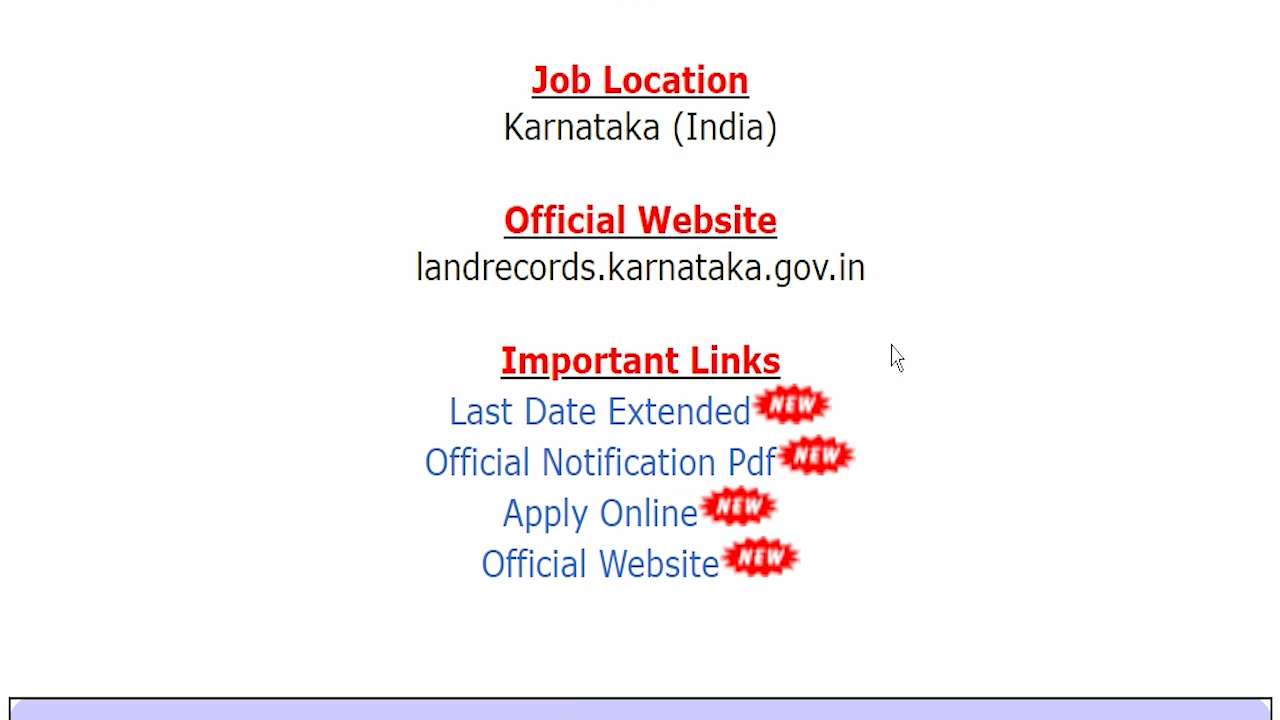 Job Location
Karnataka (India)
Official Website
landrecords.karnataka.gov.in
Important Links
Last Date Extended NEW
Official Notification Pdf NEW
Apply Online NEW
Official Website NEW